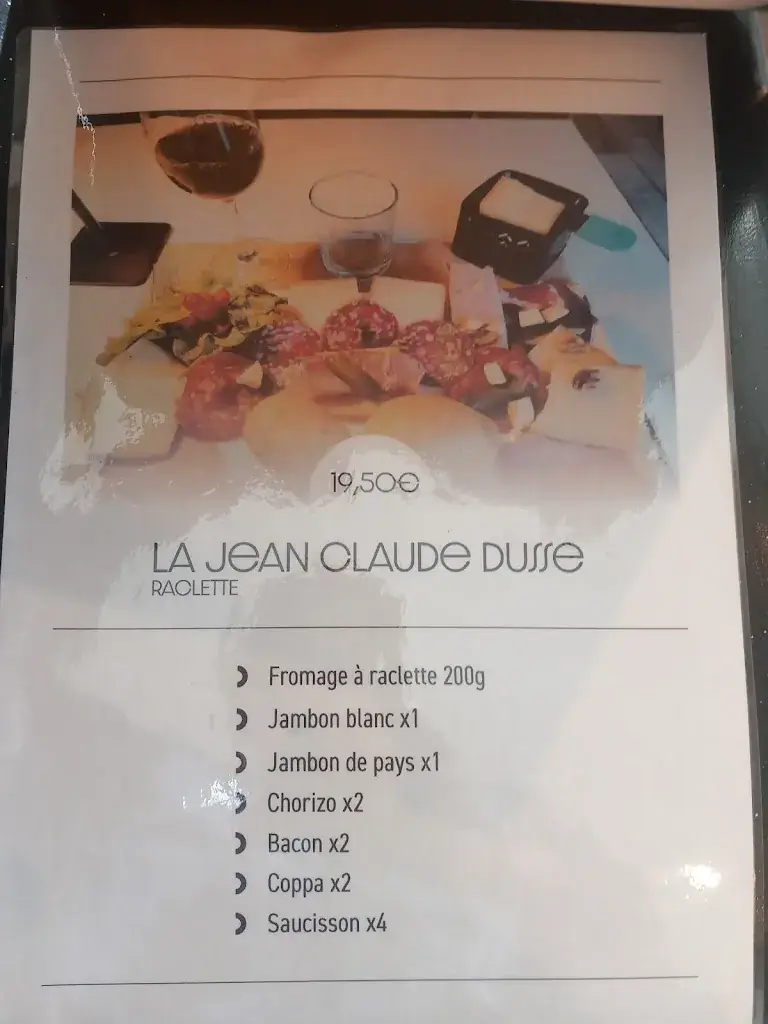 19,50€
LA JEAN CLAUDE DUSSE
RACLETTE
Fromage à raclette 200g
Jambon blanc x1
Jambon de pays x1
Chorizo x2
Bacon x2
Coppa x2
Saucisson x4